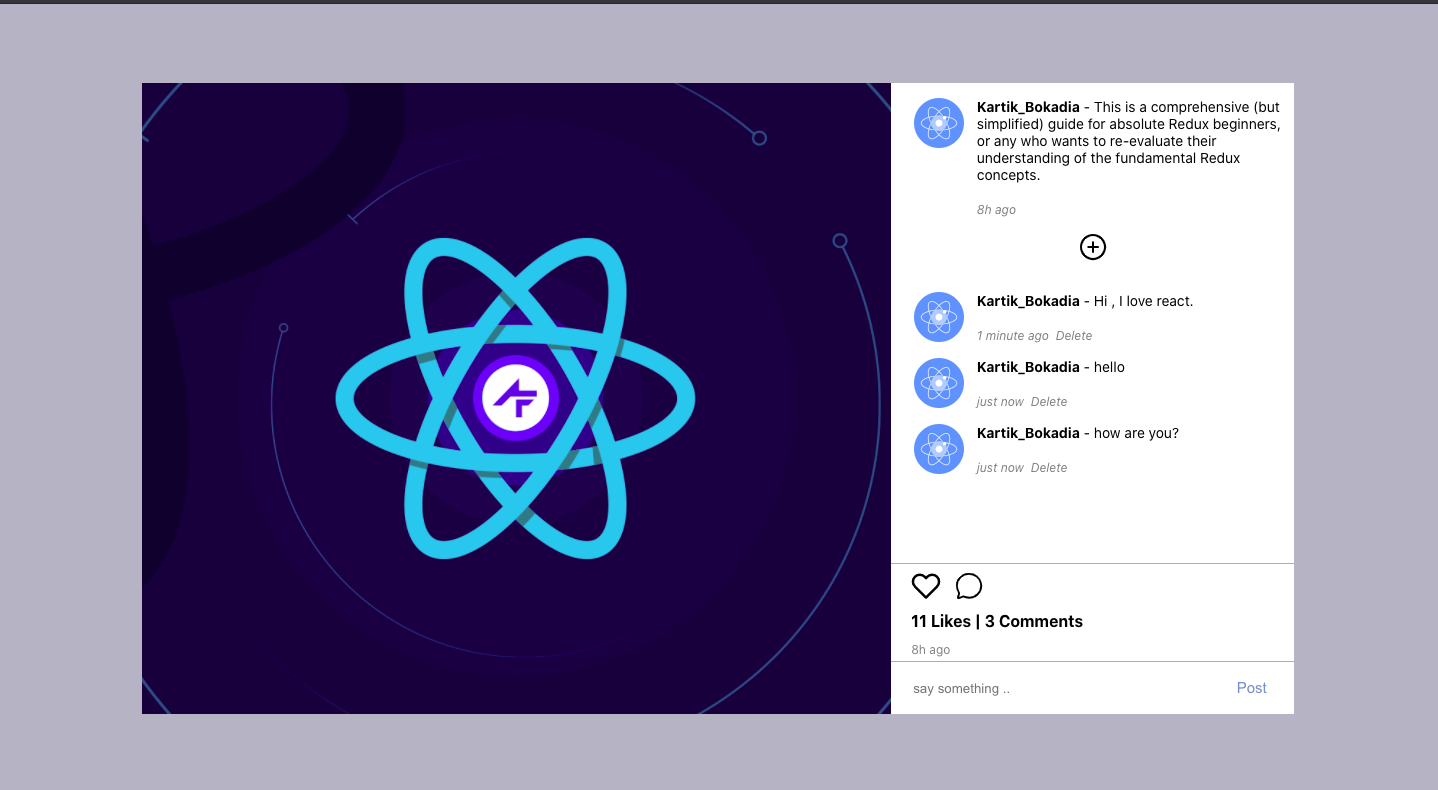 Kartik_Bokadia - This is a comprehensive (but
simplified) guide for absolute Redux beginners,
or any who wants to re-evaluate their
understanding of the fundamental Redux
concepts.
8h ago
Kartik_Bokadia - Hi , I love react.
1 minute ago Delete
Kartik_Bokadia - hello
just now Delete
Kartik_Bokadia - how are you?
just now Delete
11 Likes | 3 Comments
8h ago
say something .. Post